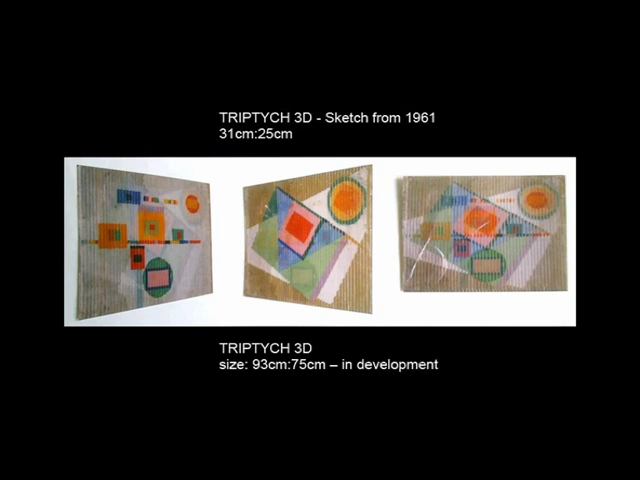 TRIPTYCH 3D - Sketch from 1961
31cm:25cm
TRIPTYCH 3D
size: 93cm:75cm – in development